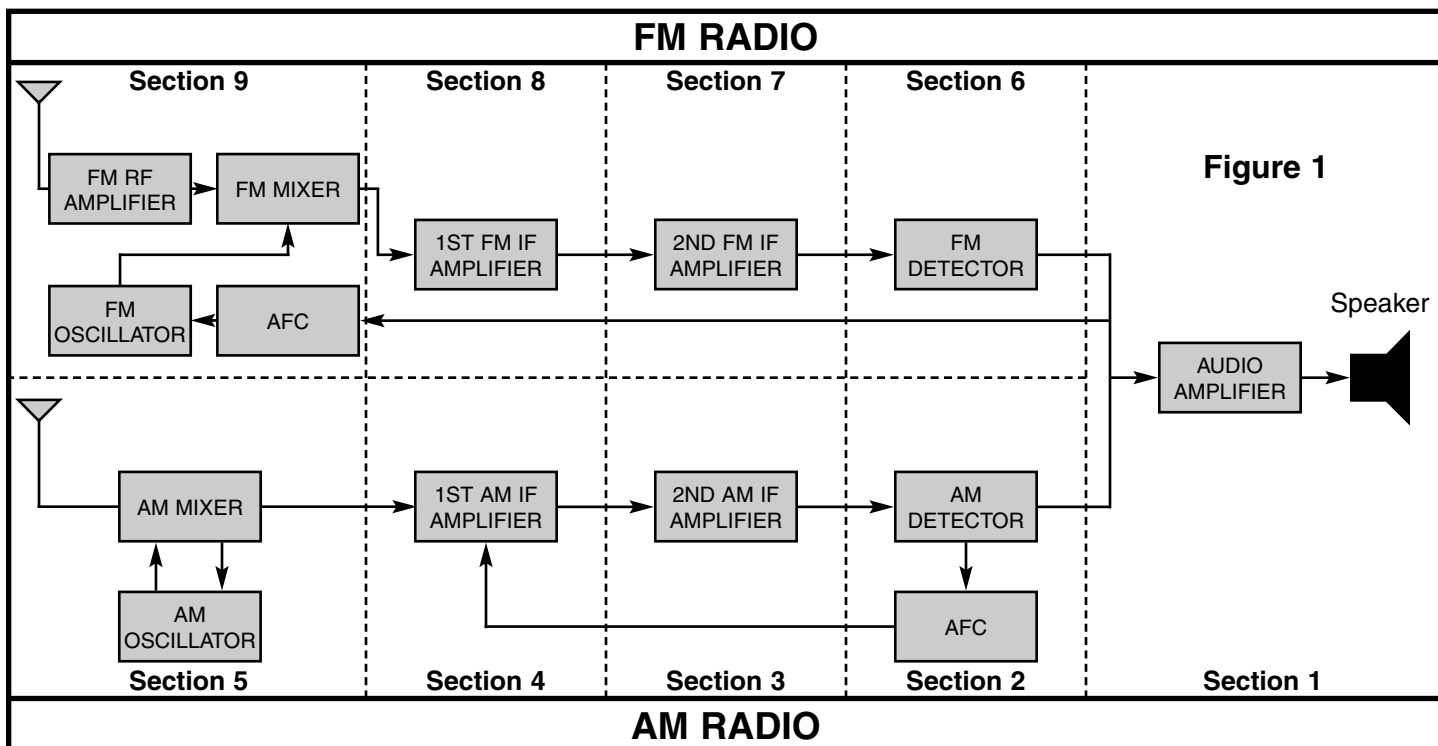 FM RADIO
Section 9
Section 8
Section 7
Section 6
Figure 1
FM RF
AMPLIFIER
FM MIXER
1ST FM IF
AMPLIFIER
2ND FM IF
AMPLIFIER
FM
DETECTOR
FM
OSCILLATOR
AFC
Speaker
AUDIO
AMPLIFIER
AM MIXER
1ST AM IF
AMPLIFIER
2ND AM IF
AMPLIFIER
AM
DETECTOR
AM
OSCILLATOR
AFC
Section 5
Section 4
Section 3
Section 2
Section 1
AM RADIO